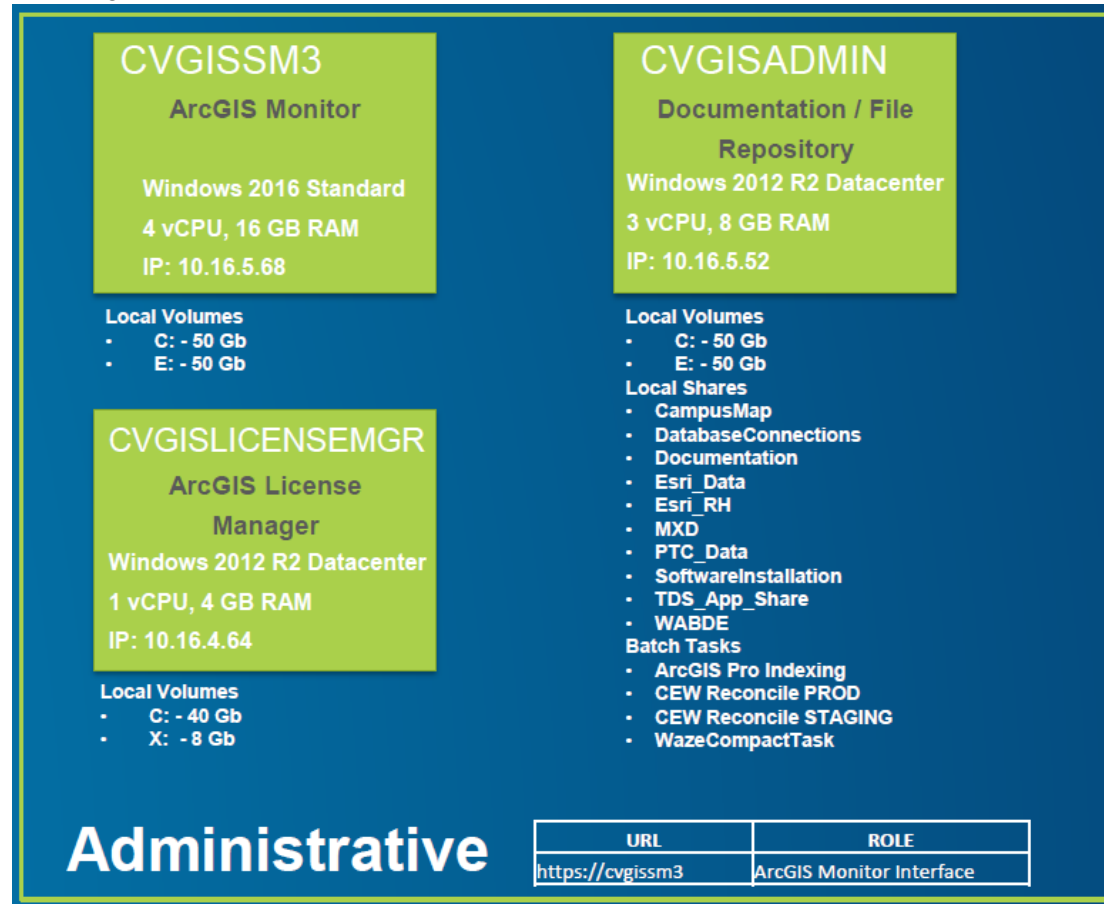 CVGISSM3
ArcGIS Monitor
Windows 2016 Standard
4 vCPU, 16 GB RAM
IP: 10.16.5.68
Local Volumes
• C: - 50 Gb
• E: - 50 Gb
CVGISLICENSEMGR
ArcGIS License
Manager
Windows 2012 R2 Datacenter
1 vCPU, 4 GB RAM
IP: 10.16.4.64
Local Volumes
• C: - 40 Gb
• X: - 8 Gb
CVGISADMIN
Documentation / File
Repository
Windows 2012 R2 Datacenter
3 vCPU, 8 GB RAM
IP: 10.16.5.52
Local Volumes
• C: - 50 Gb
• E: - 50 Gb
Local Shares
• CampusMap
• DatabaseConnections
• Documentation
• Esri_Data
• Esri_RH
• MXD
• PTC_Data
• SoftwareInstallation
• TDS_App_Share
• WABDE
Batch Tasks
• ArcGIS Pro Indexing
• CEW Reconcile PROD
• CEW Reconcile STAGING
• WazeCompactTask
Administrative
URL ROLE
https://cvgissm3 ArcGIS Monitor Interface